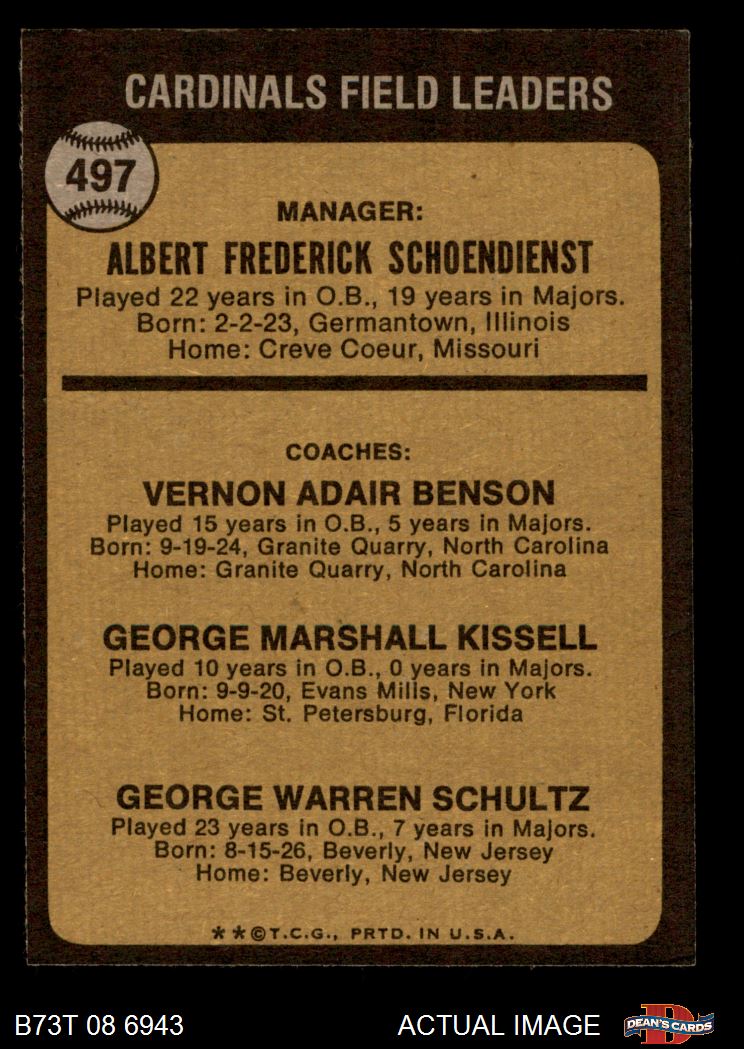 CARDINALS FIELD LEADERS
497
MANAGER:
ALBERT FREDERICK SCHOENDIENST
Played 22 years in O.B., 19 years in Majors.
Born: 2-2-23, Germantown, Illinois
Home: Creve Coeur, Missouri
COACHES:
VERNON ADAIR BENSON
Played 15 years in O.B., 5 years in Majors.
Born: 9-19-24, Granite Quarry, North Carolina
Home: Granite Quarry, North Carolina
GEORGE MARSHALL KISSELL
Played 10 years in O.B., 0 years in Majors.
Born: 9-9-20, Evans Mills, New York
Home: St. Petersburg, Florida
GEORGE WARREN SCHULTZ
Played 23 years in O.B., 7 years in Majors.
Born: 8-15-26, Beverly, New Jersey
Home: Beverly, New Jersey
**©T.C.G., PRTD. IN U.S.A.
B73T 08 6943 ACTUAL IMAGE D DEAN'S CARDS